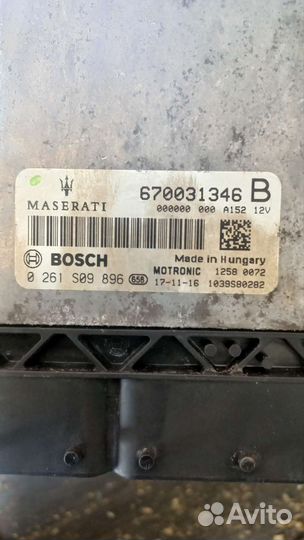 MASERATI 670031346 B
000000 000 A152 12V
BOSCH Made in Hungary
MOTRONIC 1258 0072
0 261 S09 896 656 17-11-16 1039S80282
Avito